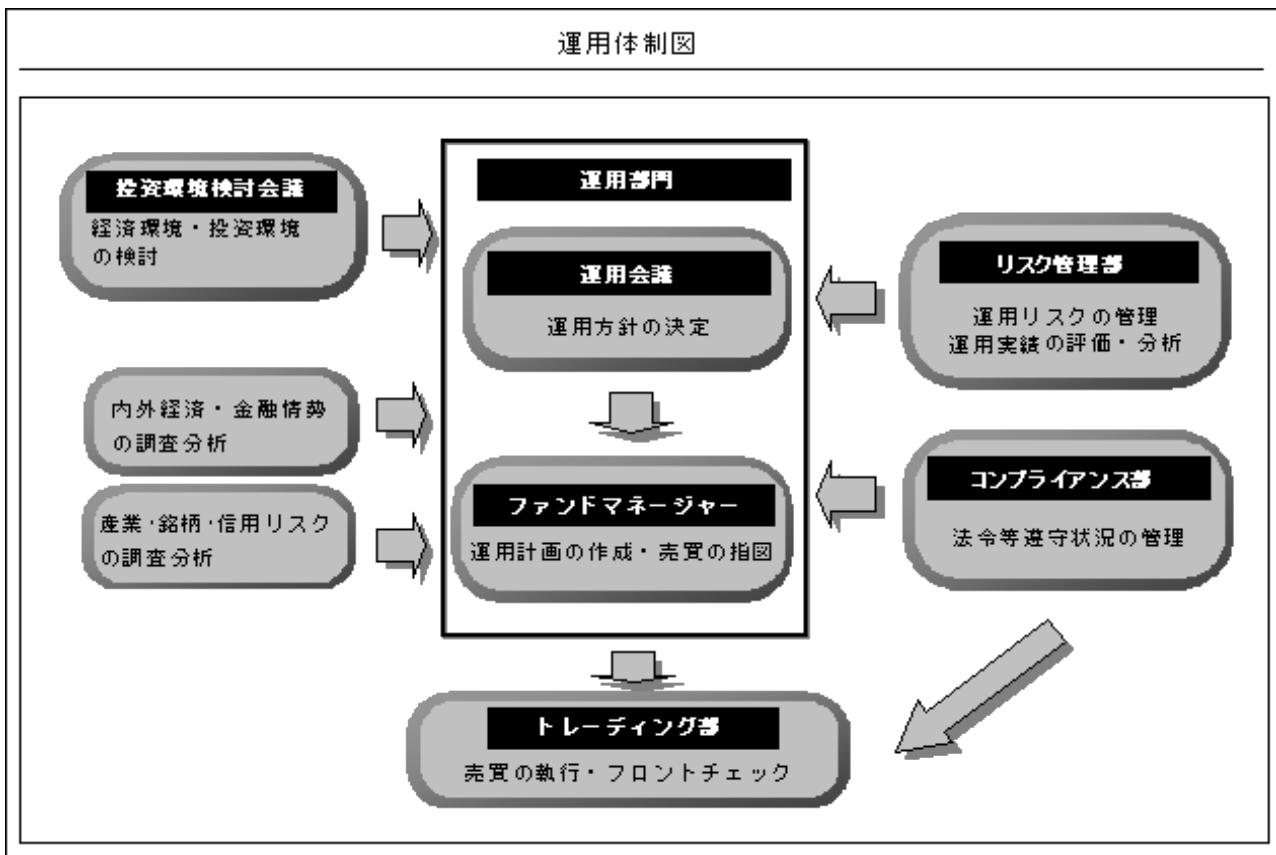 運用体制図
投資環境検討会議
経済環境・投資環境
の検討
内外経済・金融情勢
の調査分析
産業・銘柄・信用リスク
の調査分析
運用部門
運用会議
運用方針の決定
ファンドマネージャー
運用計画の作成・売買の指図
リスク管理部
運用リスクの管理
運用実績の評価・分析
コンプライアンス部
法令等遵守状況の管理
トレーディング部
売買の執行・フロントチェック